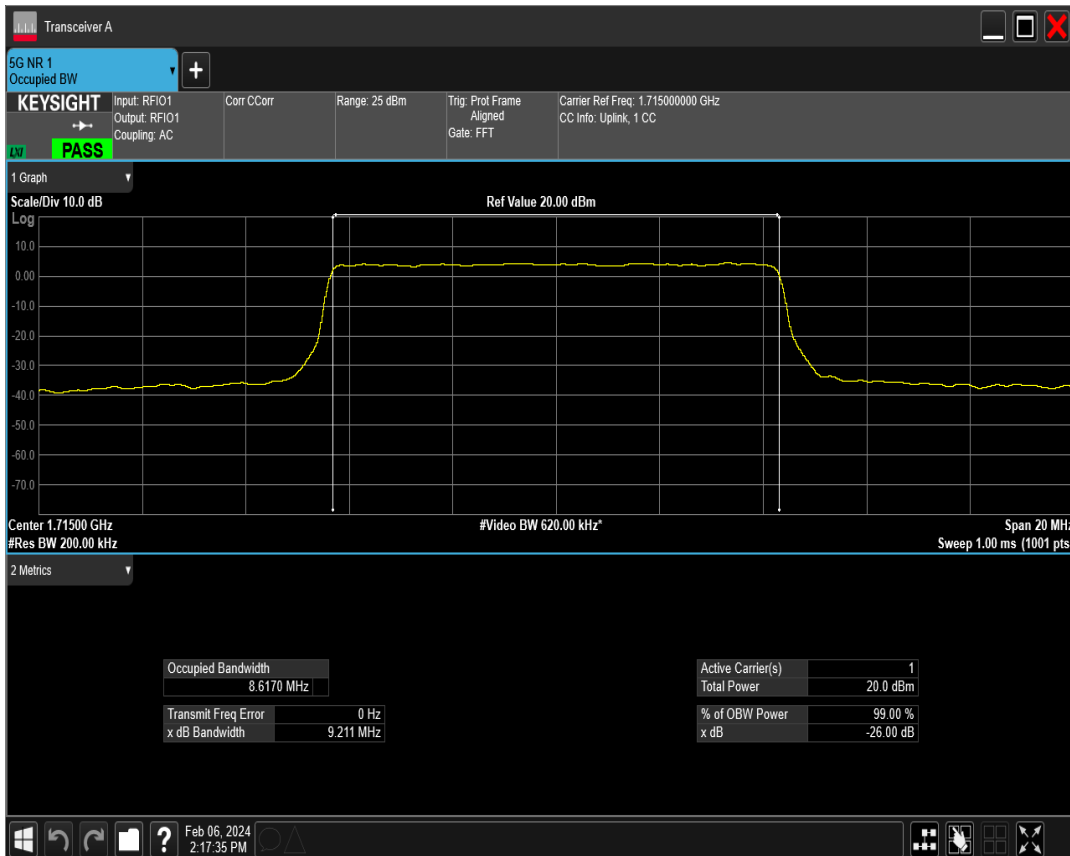 Transceiver A
5G NR 1
Occupied BW
KEYSIGHT
LXI
PASS
Input: RFIO1
Output: RFIO1
Coupling: AC
Corr CCorr
Range: 25 dBm
Trig: Prot Frame
Aligned
Gate: FFT
Carrier Ref Freq: 1.715000000 GHz
CC Info: Uplink, 1 CC
1 Graph
Scale/Div 10.0 dB
Ref Value 20.00 dBm
Log
10.0
0.00
-10.0
-20.0
-30.0
-40.0
-50.0
-60.0
-70.0
Center 1.71500 GHz
#Video BW 620.00 kHz*
Span 20 MHz
#Res BW 200.00 kHz
Sweep 1.00 ms (1001 pts
2 Metrics
Occupied Bandwidth
8.6170 MHz
Transmit Freq Error 0 Hz
x dB Bandwidth 9.211 MHz
Active Carrier(s) 1
Total Power 20.0 dBm
% of OBW Power 99.00 %
x dB -26.00 dB
?
Feb 06, 2024
2:17:35 PM